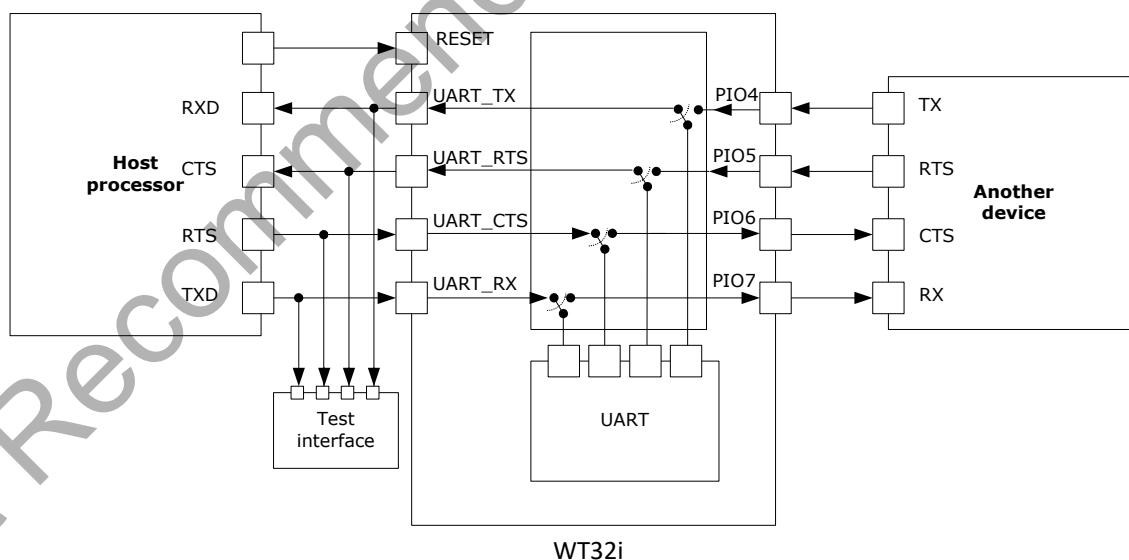 RESET
RXD
UART_TX
PIO4
TX
Host
processor
CTS
UART_RTS
PIO5
RTS
Another
device
RTS
UART_CTS
PIO6
CTS
TXD
UART_RX
PIO7
RX
Test
interface
UART
WT32i
Recommen